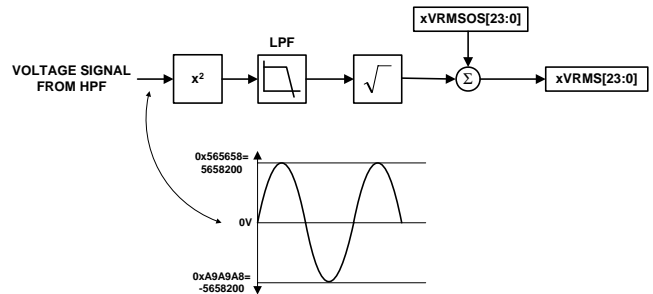 xVRMSOS[23:0]
LPF
VOLTAGE SIGNAL
FROM HPF
x²
√
Σ
xVRMS[23:0]
0x565658=
5658200
0V
0xA9A9A8=
-5658200